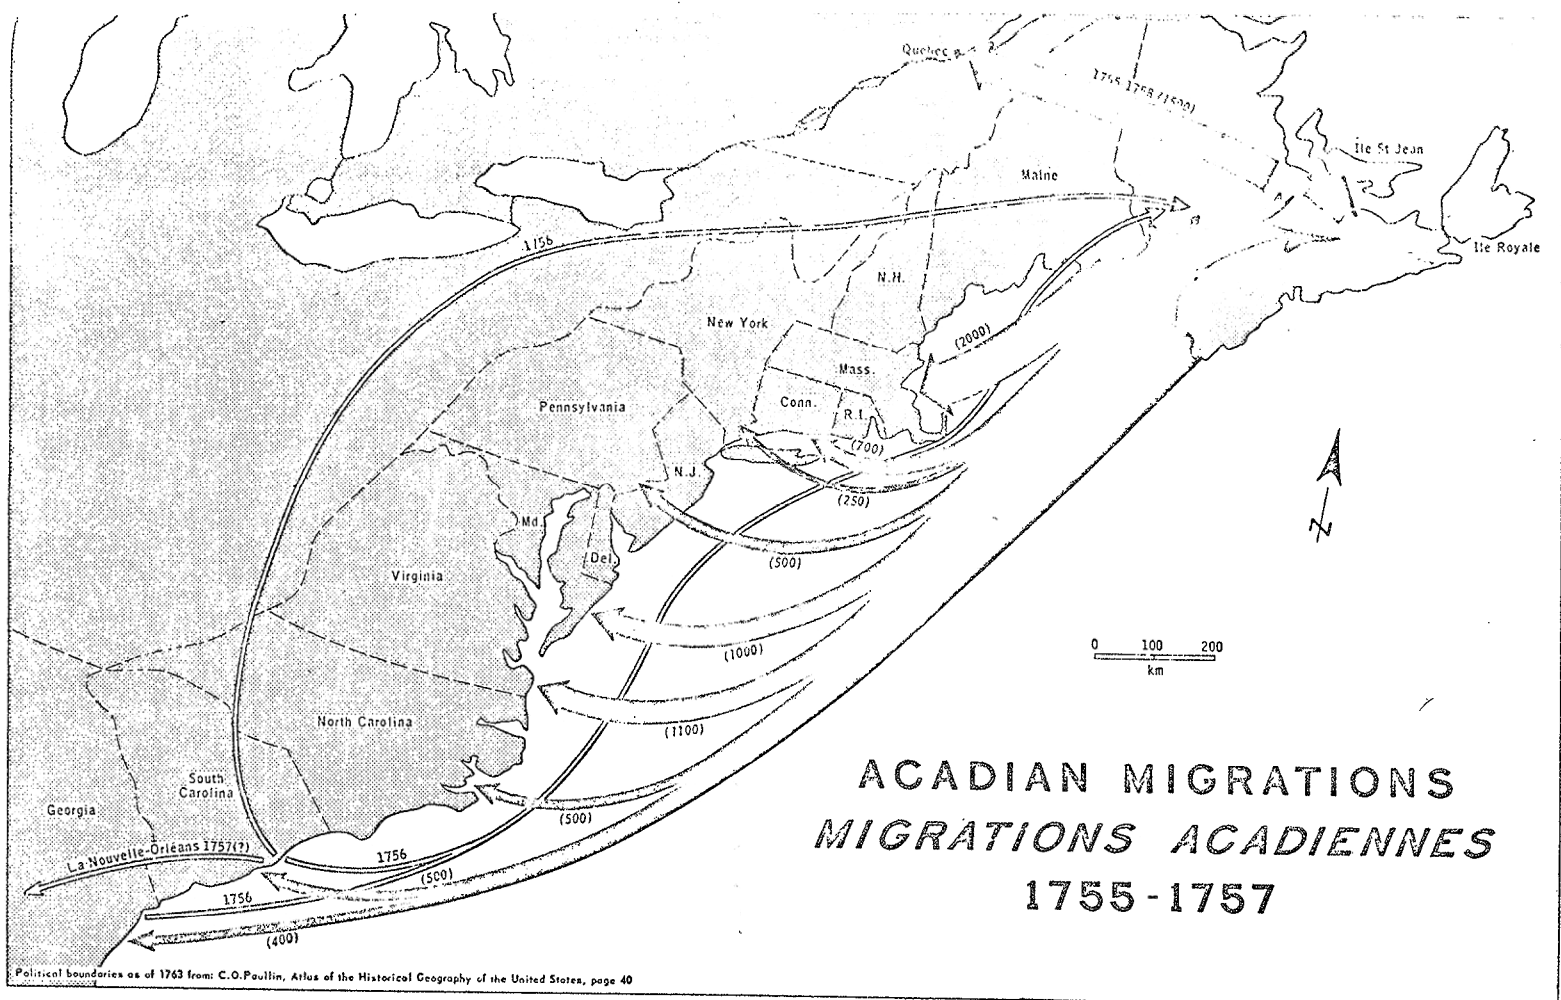 Quebec
1755-1758 (1500)
Ile St Jean
Maine
Ile Royale
1756
N.H.
New York
(2000)
Mass.
Conn.
R.I.
Pennsylvania
(700)
N.J.
(250)
Md.
Del.
(500)
Virginia
(1000)
0 100 200
km
North Carolina
(1100)
South
Carolina
Georgia
(500)
La Nouvelle-Orléans 1757(?)
1756
(500)
1756
(400)
N
ACADIAN MIGRATIONS
MIGRATIONS ACADIENNES
1755-1757
Political boundaries as of 1763 from: C.O.Paullin, Atlas of the Historical Geography of the United States, page 40